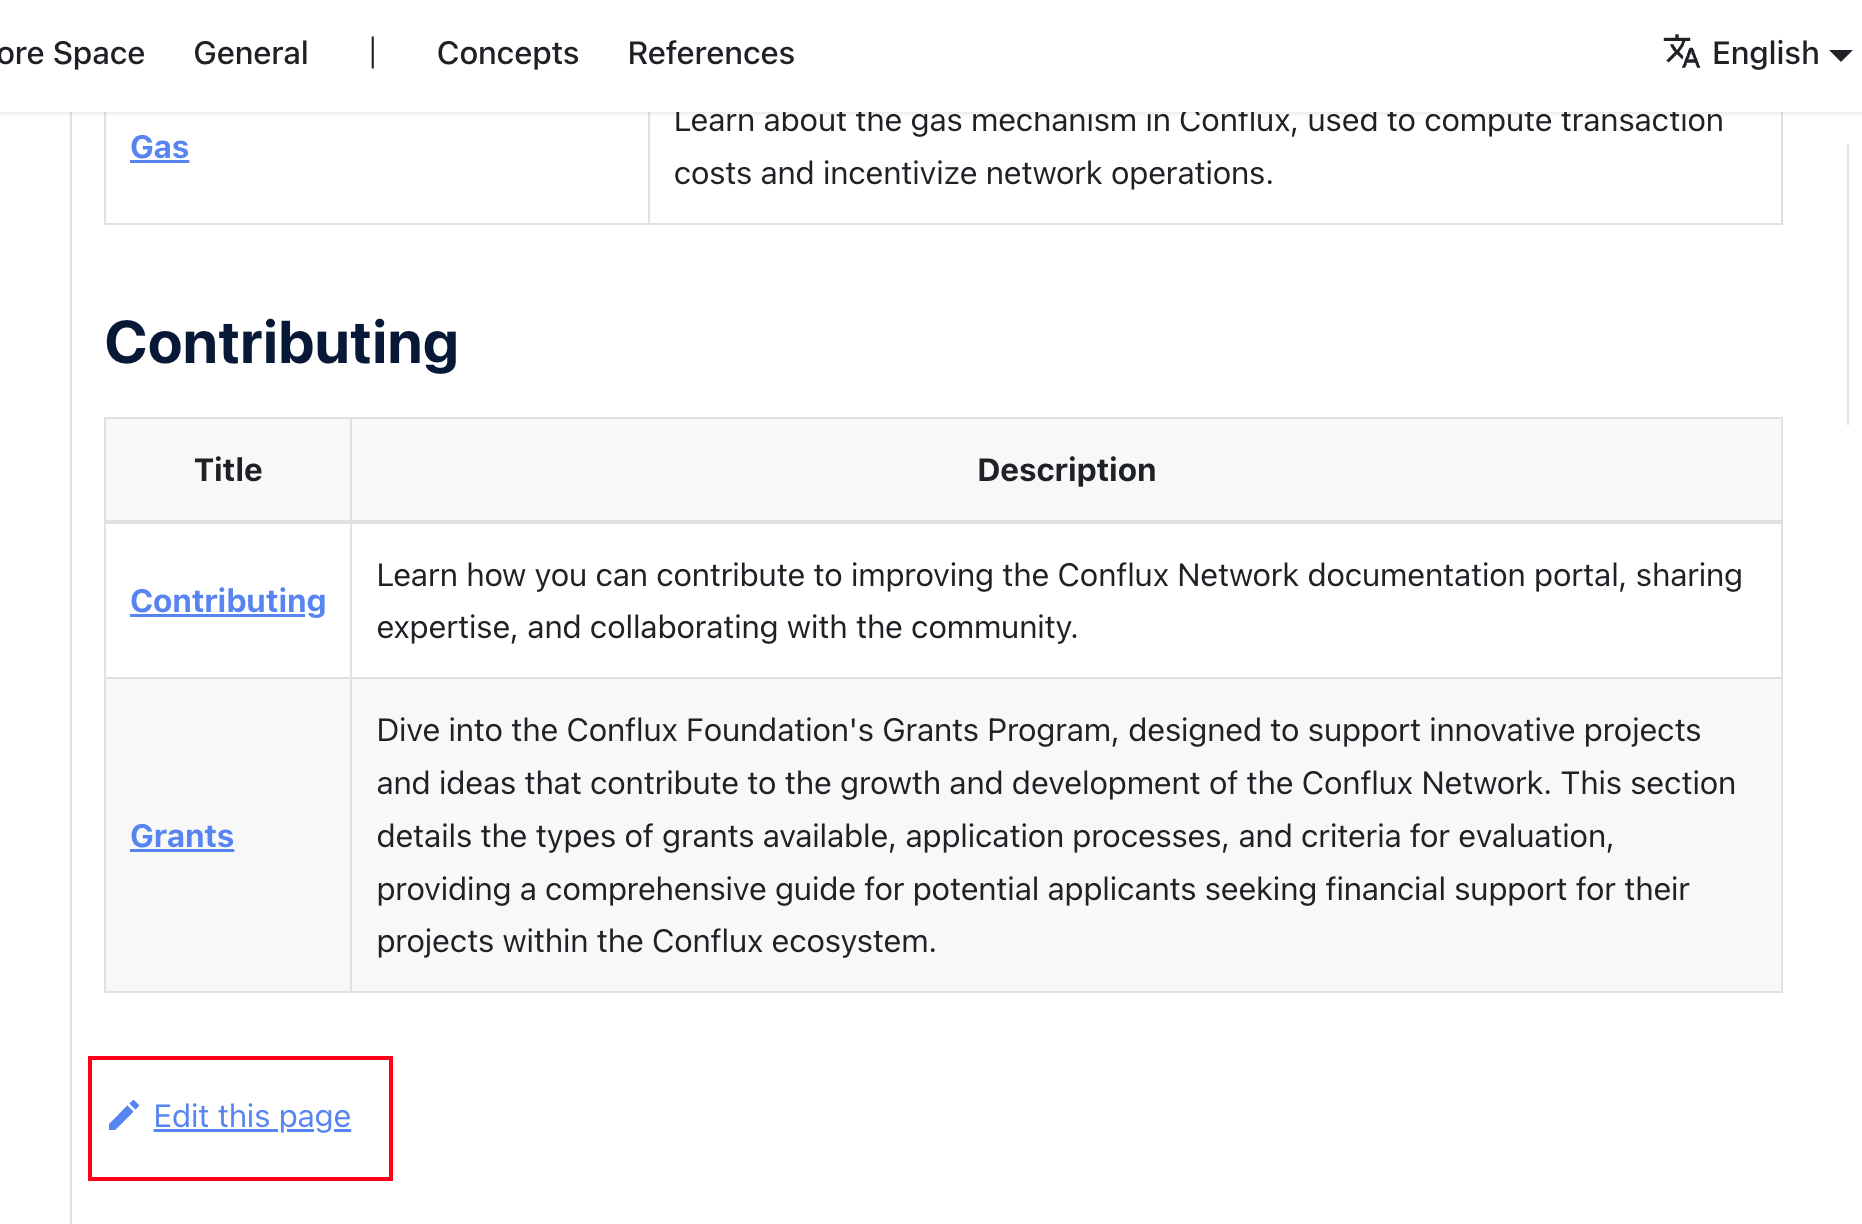 ore Space General | Concepts References English
Learn about the gas mechanism in Conflux, used to compute transaction
Gas
costs and incentivize network operations.
Contributing
Title Description
Learn how you can contribute to improving the Conflux Network documentation portal, sharing
Contributing
expertise, and collaborating with the community.
Dive into the Conflux Foundation's Grants Program, designed to support innovative projects
and ideas that contribute to the growth and development of the Conflux Network. This section
Grants
details the types of grants available, application processes, and criteria for evaluation,
providing a comprehensive guide for potential applicants seeking financial support for their
projects within the Conflux ecosystem.
Edit this page